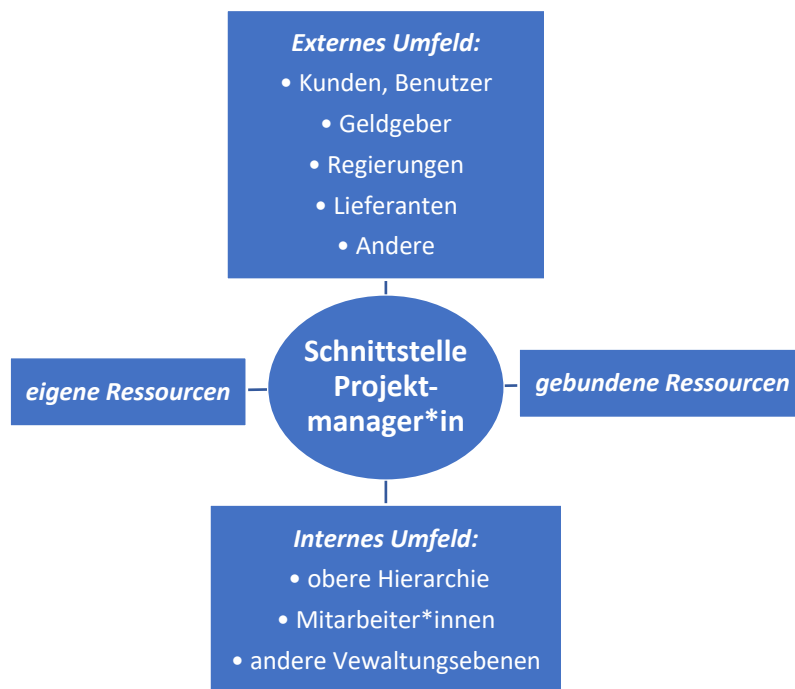 Externes Umfeld:
• Kunden, Benutzer
• Geldgeber
• Regierungen
• Lieferanten
• Andere
Schnittstelle
Projekt-
manager*in
eigene Ressourcen
gebundene Ressourcen
Internes Umfeld:
• obere Hierarchie
• Mitarbeiter*innen
• andere Vewaltungsebenen